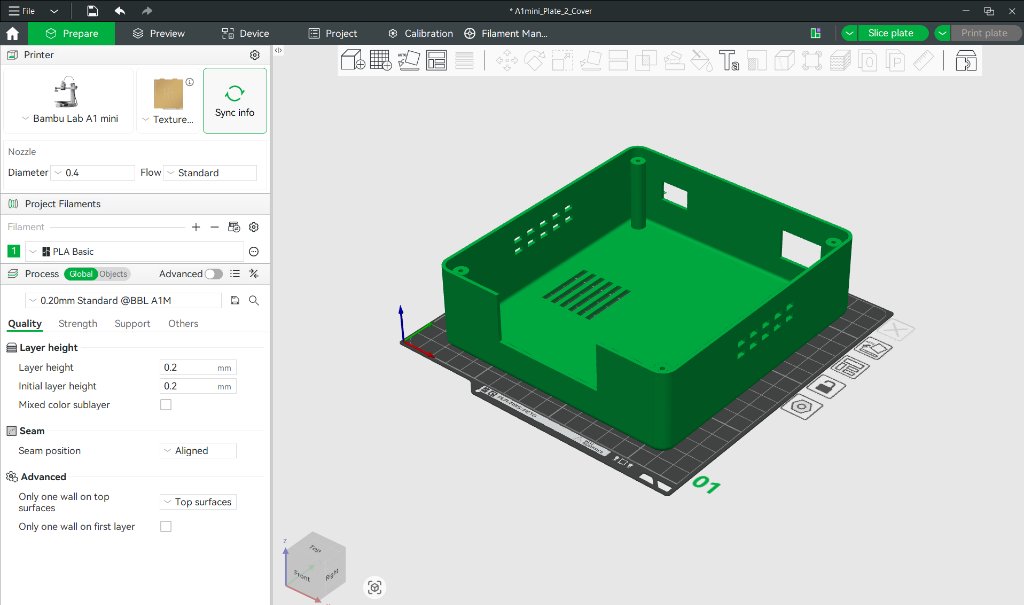 File
* A1mini_Plate_2_Cover
Prepare
Preview
Device
Project
Calibration
Filament Man...
Slice plate
Print plate
Printer
Bambu Lab A1 mini
Texture...
Sync info
Nozzle
Diameter
0.4
Flow
Standard
Project Filaments
Filament
1
PLA Basic
Process
Global
Objects
Advanced
0.20mm Standard @BBL A1M
Quality
Strength
Support
Others
Layer height
Layer height
0.2
mm
Initial layer height
0.2
mm
Mixed color sublayer
Seam
Seam position
Aligned
Advanced
Only one wall on top
surfaces
Top surfaces
Only one wall on first layer
01
z
Top
Front
Right